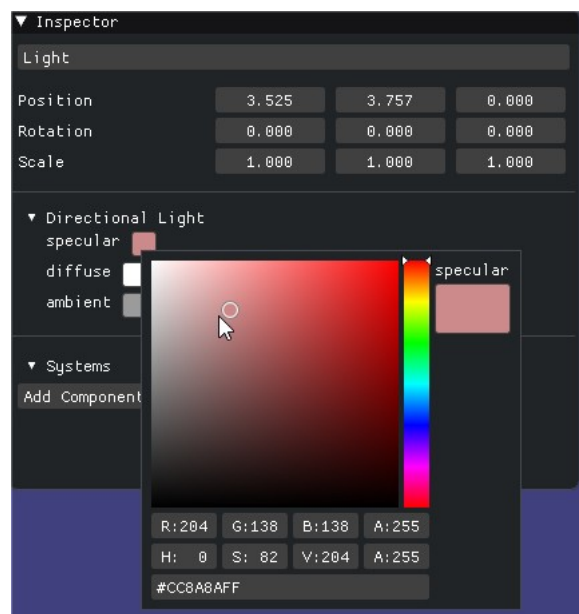 ▼ Inspector
Light
Position 3.525 3.757 0.000
Rotation 0.000 0.000 0.000
Scale 1.000 1.000 1.000
▼ Directional Light
specular
diffuse
ambient
specular
▼ Systems
Add Component
R:204 G:138 B:138 A:255
H: 0 S: 82 V:204 A:255
#CC8A8AFF